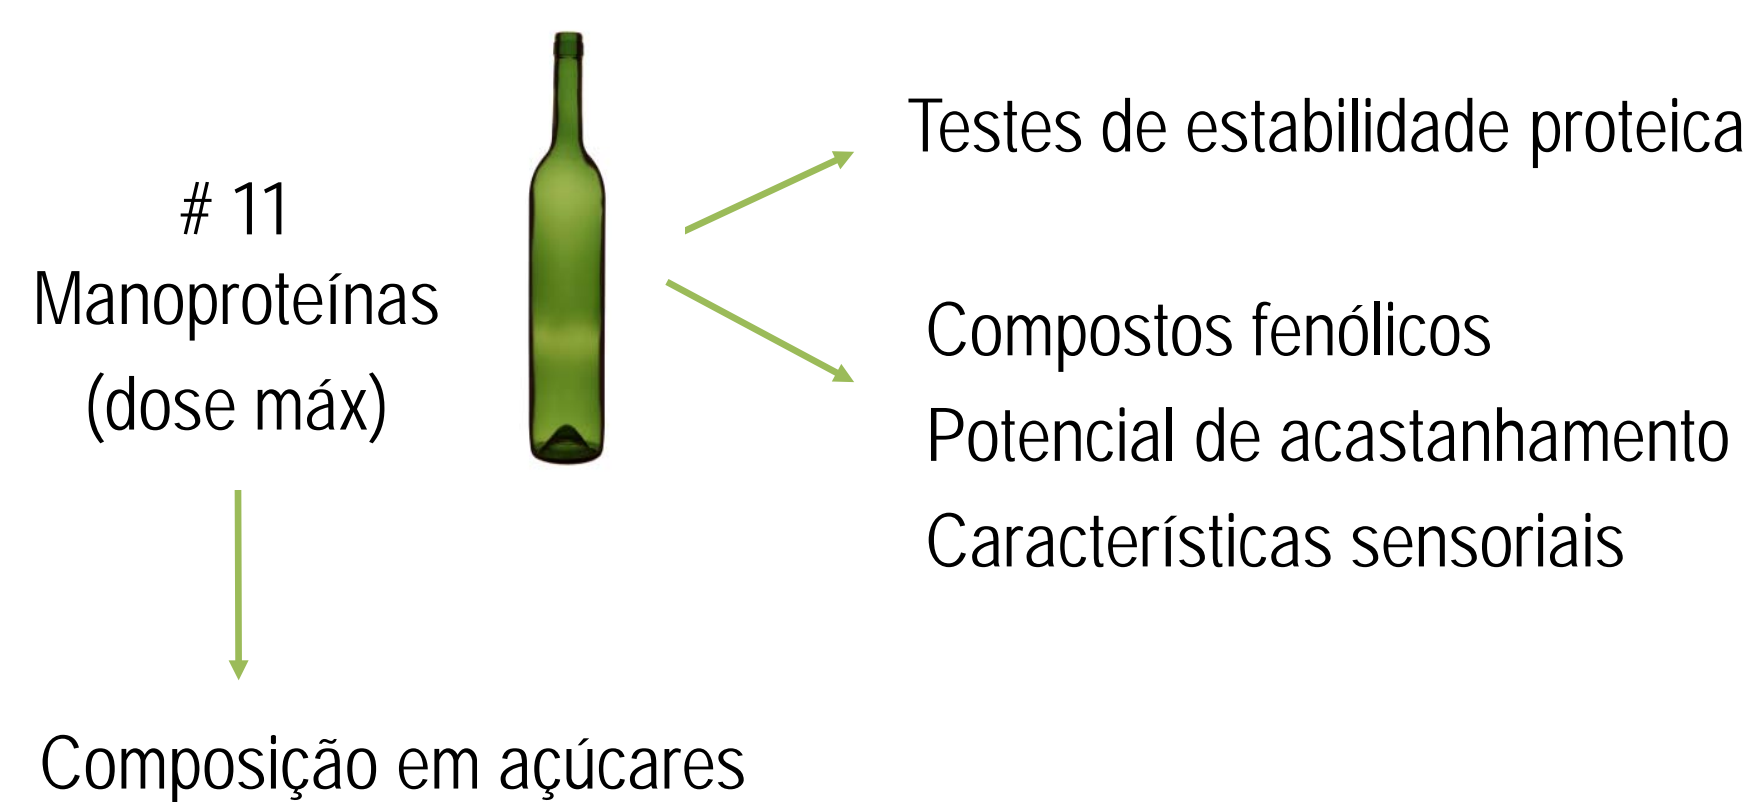 # 11
Manoproteínas
(dose máx)
Testes de estabilidade proteica
Compostos fenólicos
Potencial de acastanhamento
Características sensoriais
Composição em açúcares